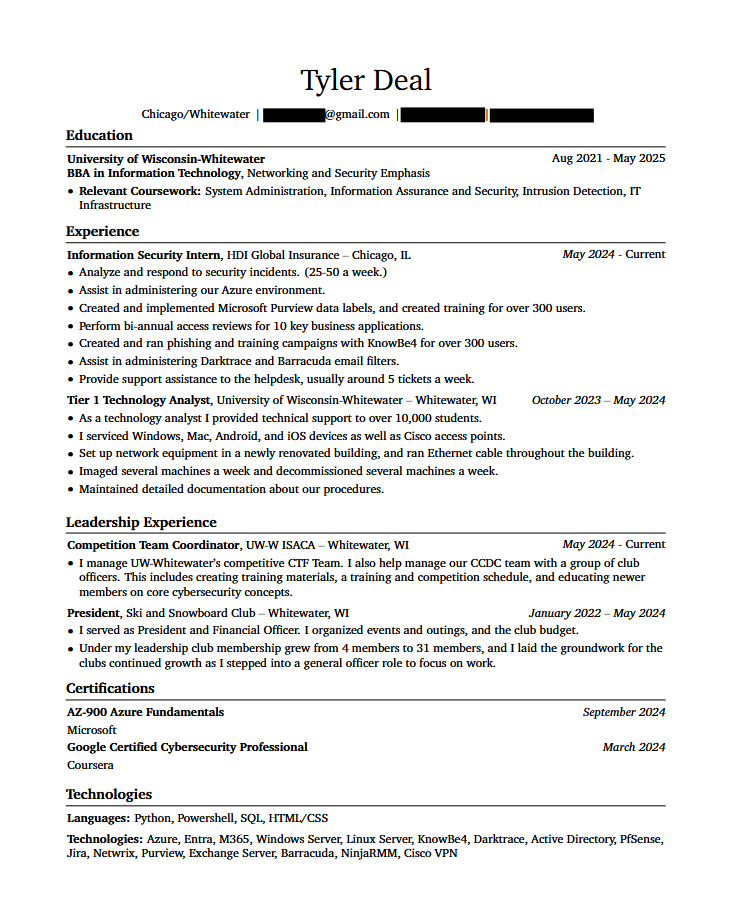 Tyler Deal
Chicago/Whitewater | @gmail.com | |
Education
University of Wisconsin-Whitewater Aug 2021 - May 2025
BBA in Information Technology, Networking and Security Emphasis
• Relevant Coursework: System Administration, Information Assurance and Security, Intrusion Detection, IT
Infrastructure
Experience
Information Security Intern, HDI Global Insurance – Chicago, IL May 2024 - Current
• Analyze and respond to security incidents. (25-50 a week.)
• Assist in administering our Azure environment.
• Created and implemented Microsoft Purview data labels, and created training for over 300 users.
• Perform bi-annual access reviews for 10 key business applications.
• Created and ran phishing and training campaigns with KnowBe4 for over 300 users.
• Assist in administering Darktrace and Barracuda email filters.
• Provide support assistance to the helpdesk, usually around 5 tickets a week.
Tier 1 Technology Analyst, University of Wisconsin-Whitewater – Whitewater, WI October 2023 – May 2024
• As a technology analyst I provided technical support to over 10,000 students.
• I serviced Windows, Mac, Android, and iOS devices as well as Cisco access points.
• Set up network equipment in a newly renovated building, and ran Ethernet cable throughout the building.
• Imaged several machines a week and decommissioned several machines a week.
• Maintained detailed documentation about our procedures.
Leadership Experience
Competition Team Coordinator, UW-W ISACA – Whitewater, WI May 2024 - Current
• I manage UW-Whitewater's competitive CTF Team. I also help manage our CCDC team with a group of club
officers. This includes creating training materials, a training and competition schedule, and educating newer
members on core cybersecurity concepts.
President, Ski and Snowboard Club – Whitewater, WI January 2022 – May 2024
• I served as President and Financial Officer. I organized events and outings, and the club budget.
• Under my leadership club membership grew from 4 members to 31 members, and I laid the groundwork for the
clubs continued growth as I stepped into a general officer role to focus on work.
Certifications
AZ-900 Azure Fundamentals September 2024
Microsoft
Google Certified Cybersecurity Professional March 2024
Coursera
Technologies
Languages: Python, Powershell, SQL, HTML/CSS
Technologies: Azure, Entra, M365, Windows Server, Linux Server, KnowBe4, Darktrace, Active Directory, PfSense,
Jira, Netwrix, Purview, Exchange Server, Barracuda, NinjaRMM, Cisco VPN